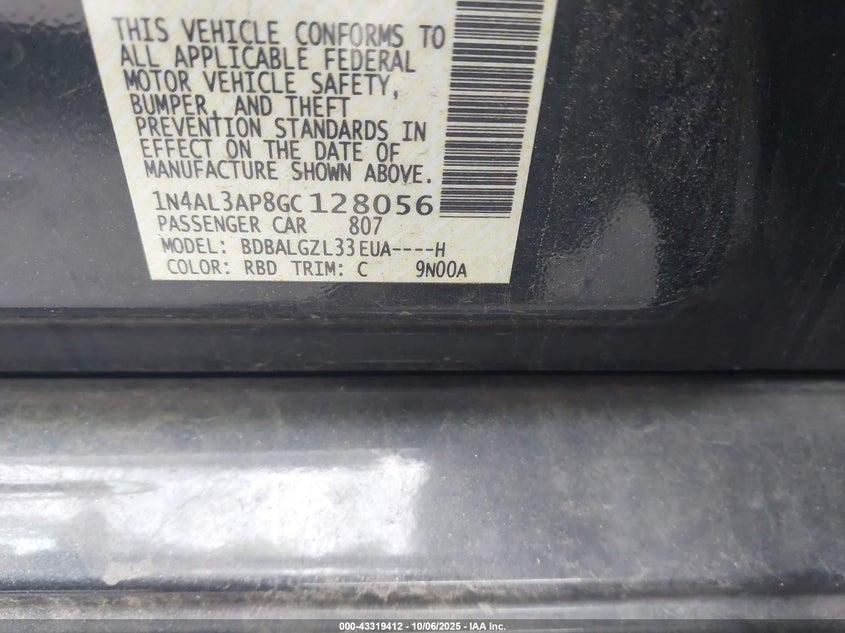 THIS VEHICLE CONFORMS TO
ALL APPLICABLE FEDERAL
MOTOR VEHICLE SAFETY,
BUMPER, AND THEFT
PREVENTION STANDARDS IN
EFFECT ON THE DATE OF
MANUFACTURE SHOWN ABOVE.
1N4AL3AP8GC128056
PASSENGER CAR 807
MODEL: BDBALGZL33EUA----H
COLOR: RBD TRIM: C 9N00A
000-43319412 - 10/06/2025 - IAA Inc.